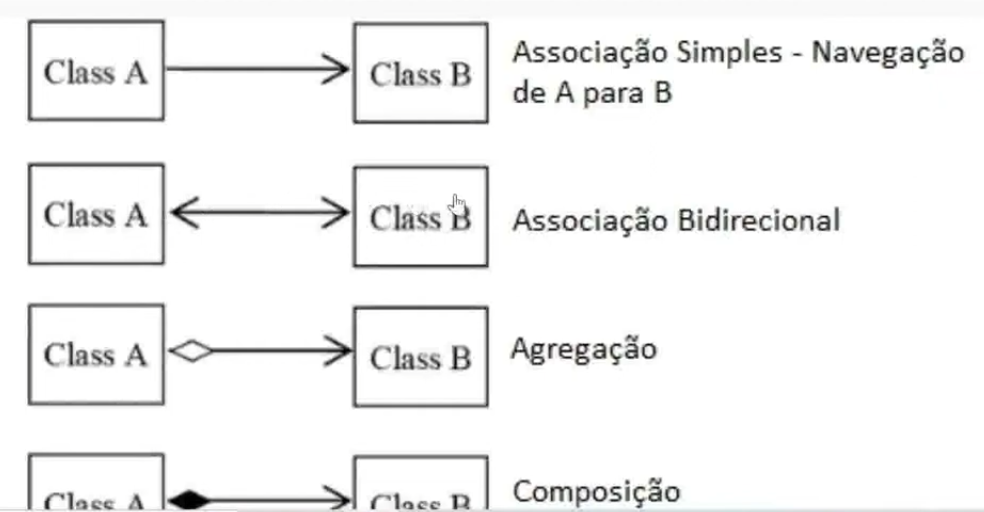 Class A
Class B
Associação Simples - Navegação
de A para B
Class A
Class B
Associação Bidirecional
Class A
Class B
Agregação
Class A
Class B
Composição